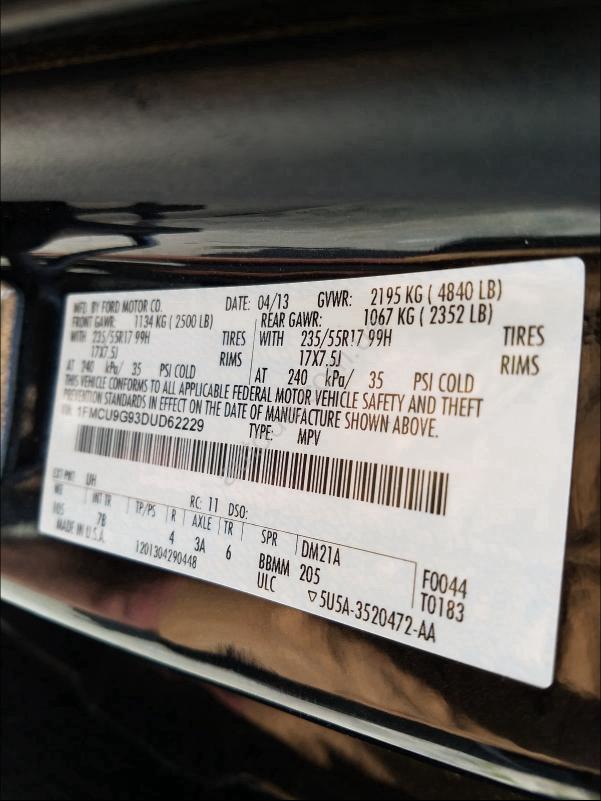 MFD. BY FORD MOTOR CO. DATE: 04/13 GVWR: 2195 KG ( 4840 LB)
FRONT GAWR: 1134 KG ( 2500 LB) REAR GAWR: 1067 KG ( 2352 LB)
WITH 235/55R17 99H TIRES WITH 235/55R17 99H TIRES
17X7.5J RIMS 17X7.5J RIMS
AT 240 kPa/ 35 PSI COLD AT 240 kPa/ 35 PSI COLD
THIS VEHICLE CONFORMS TO ALL APPLICABLE FEDERAL MOTOR VEHICLE SAFETY AND THEFT
PREVENTION STANDARDS IN EFFECT ON THE DATE OF MANUFACTURE SHOWN ABOVE.
VIN: 1FMCU9G93DUD62229 TYPE: MPV
EXT PNT: UH RC: 11 DSO:
WB INT TR TP/PS R AXLE TR SPR DM21A F0044
105 7B 4 3A 6 BBMM 205 T0183
MADE IN U.S.A. 1201304290448 ULC ▽5U5A-3520472-AA